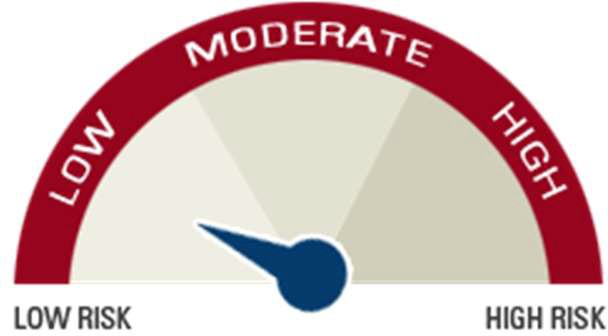 LOW
MODERATE
HIGH
LOW RISK
HIGH RISK